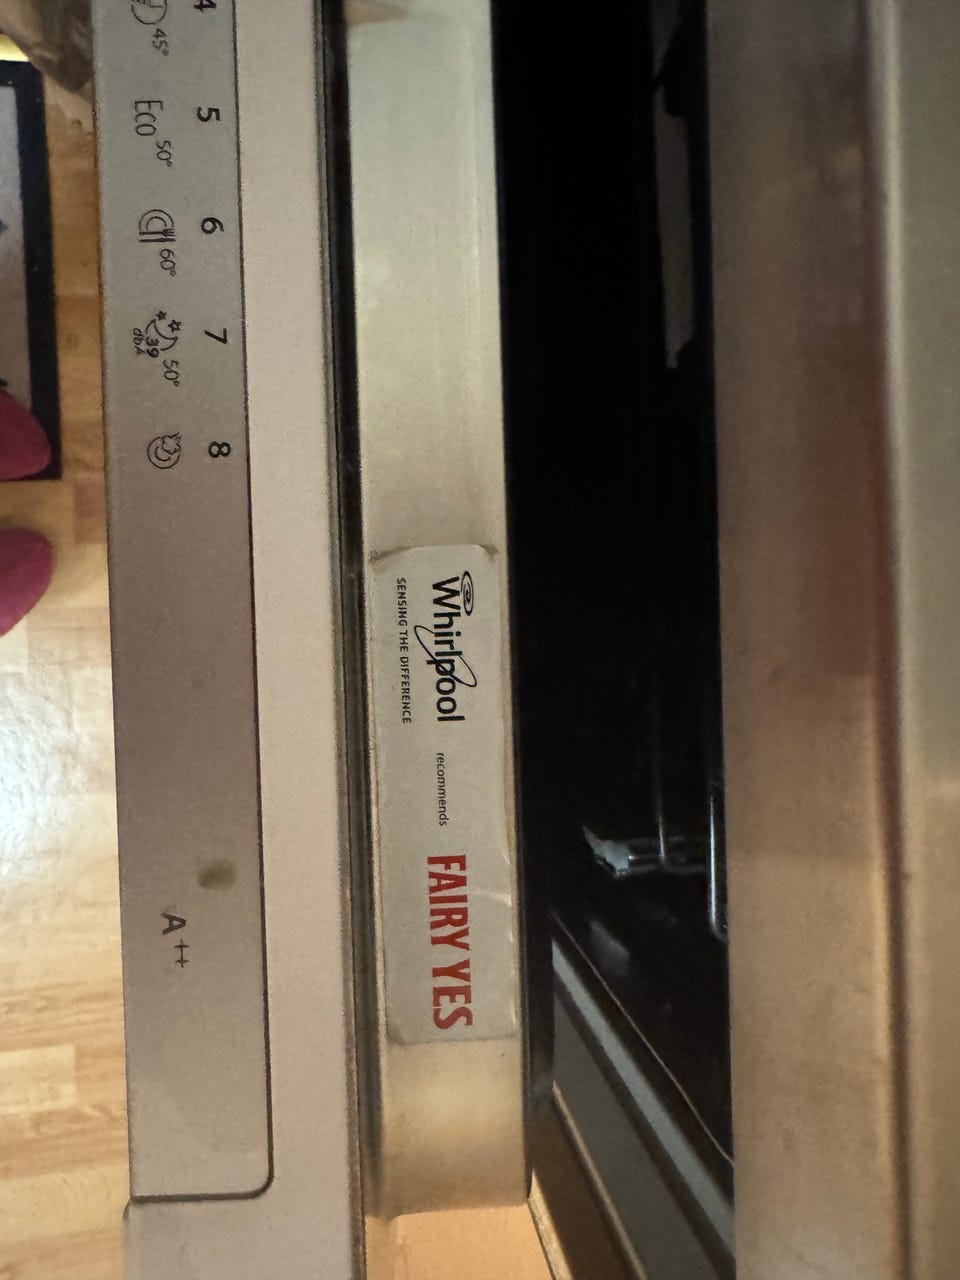 4 5 6 7 8
45° Eco 50° 60° 50°
39
dbA
A++
Whirlpool recommends FAIRY YES
SENSING THE DIFFERENCE